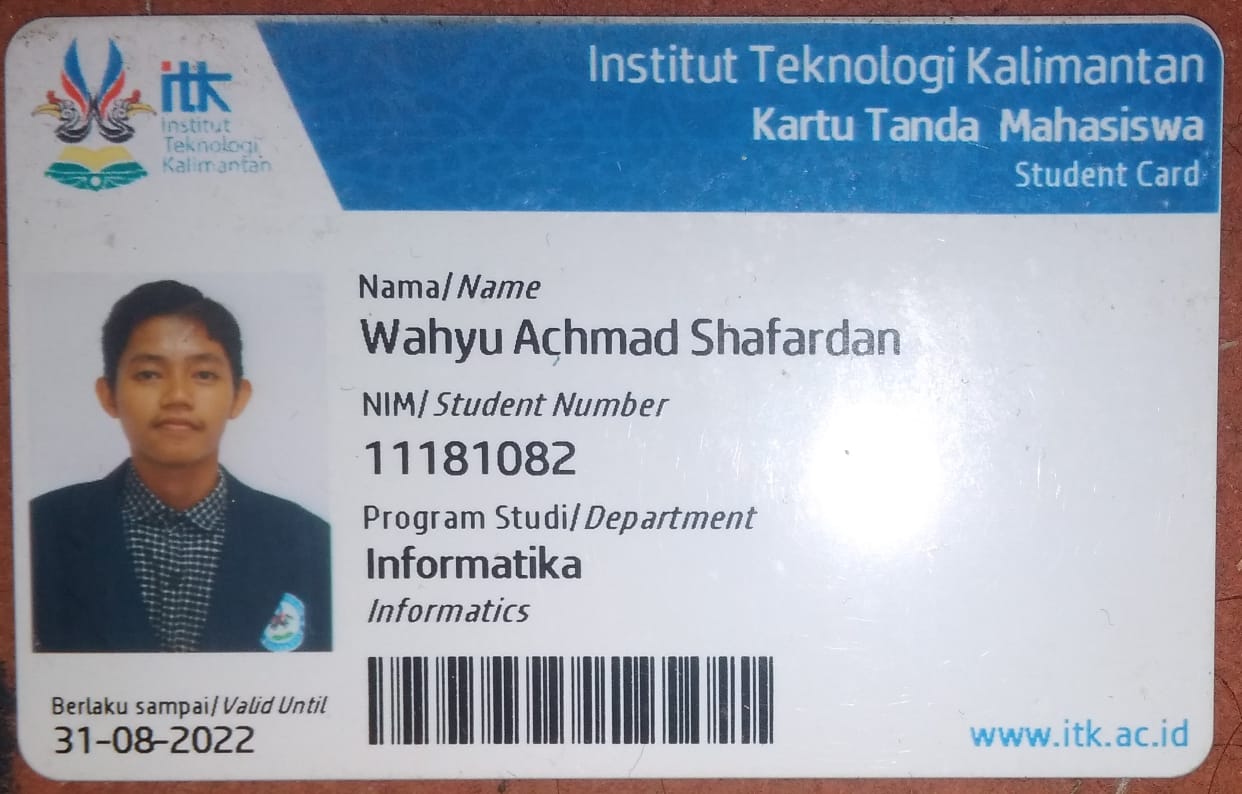 itk
Institut
Teknologi
Kalimantan
Institut Teknologi Kalimantan
Kartu Tanda Mahasiswa
Student Card
Nama/Name
Wahyu Achmad Shafardan
NIM/Student Number
11181082
Program Studi/Department
Informatika
Informatics
Berlaku sampai/Valid Until
31-08-2022
www.itk.ac.id